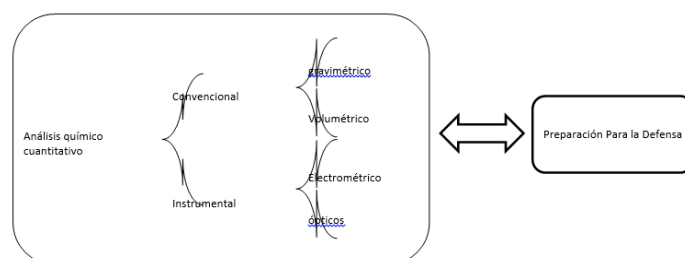 gravimétrico
Convencional
Volumétrico
Análisis químico
cuantitativo
Preparación Para la Defensa
Electrométrico
Instrumental
ópticos